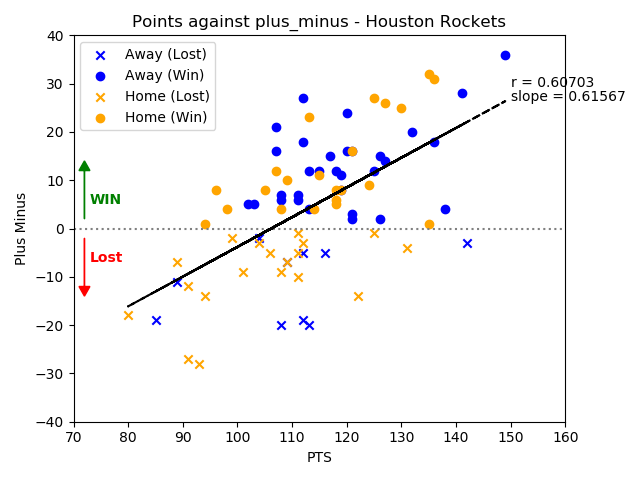 Points against plus_minus - Houston Rockets
Away (Lost)
Away (Win)
Home (Lost)
Home (Win)
r = 0.60703
slope = 0.61567
WIN
Lost
Plus Minus
40
30
20
10
0
−10
−20
−30
−40
70 80 90 100 110 120 130 140 150 160
PTS